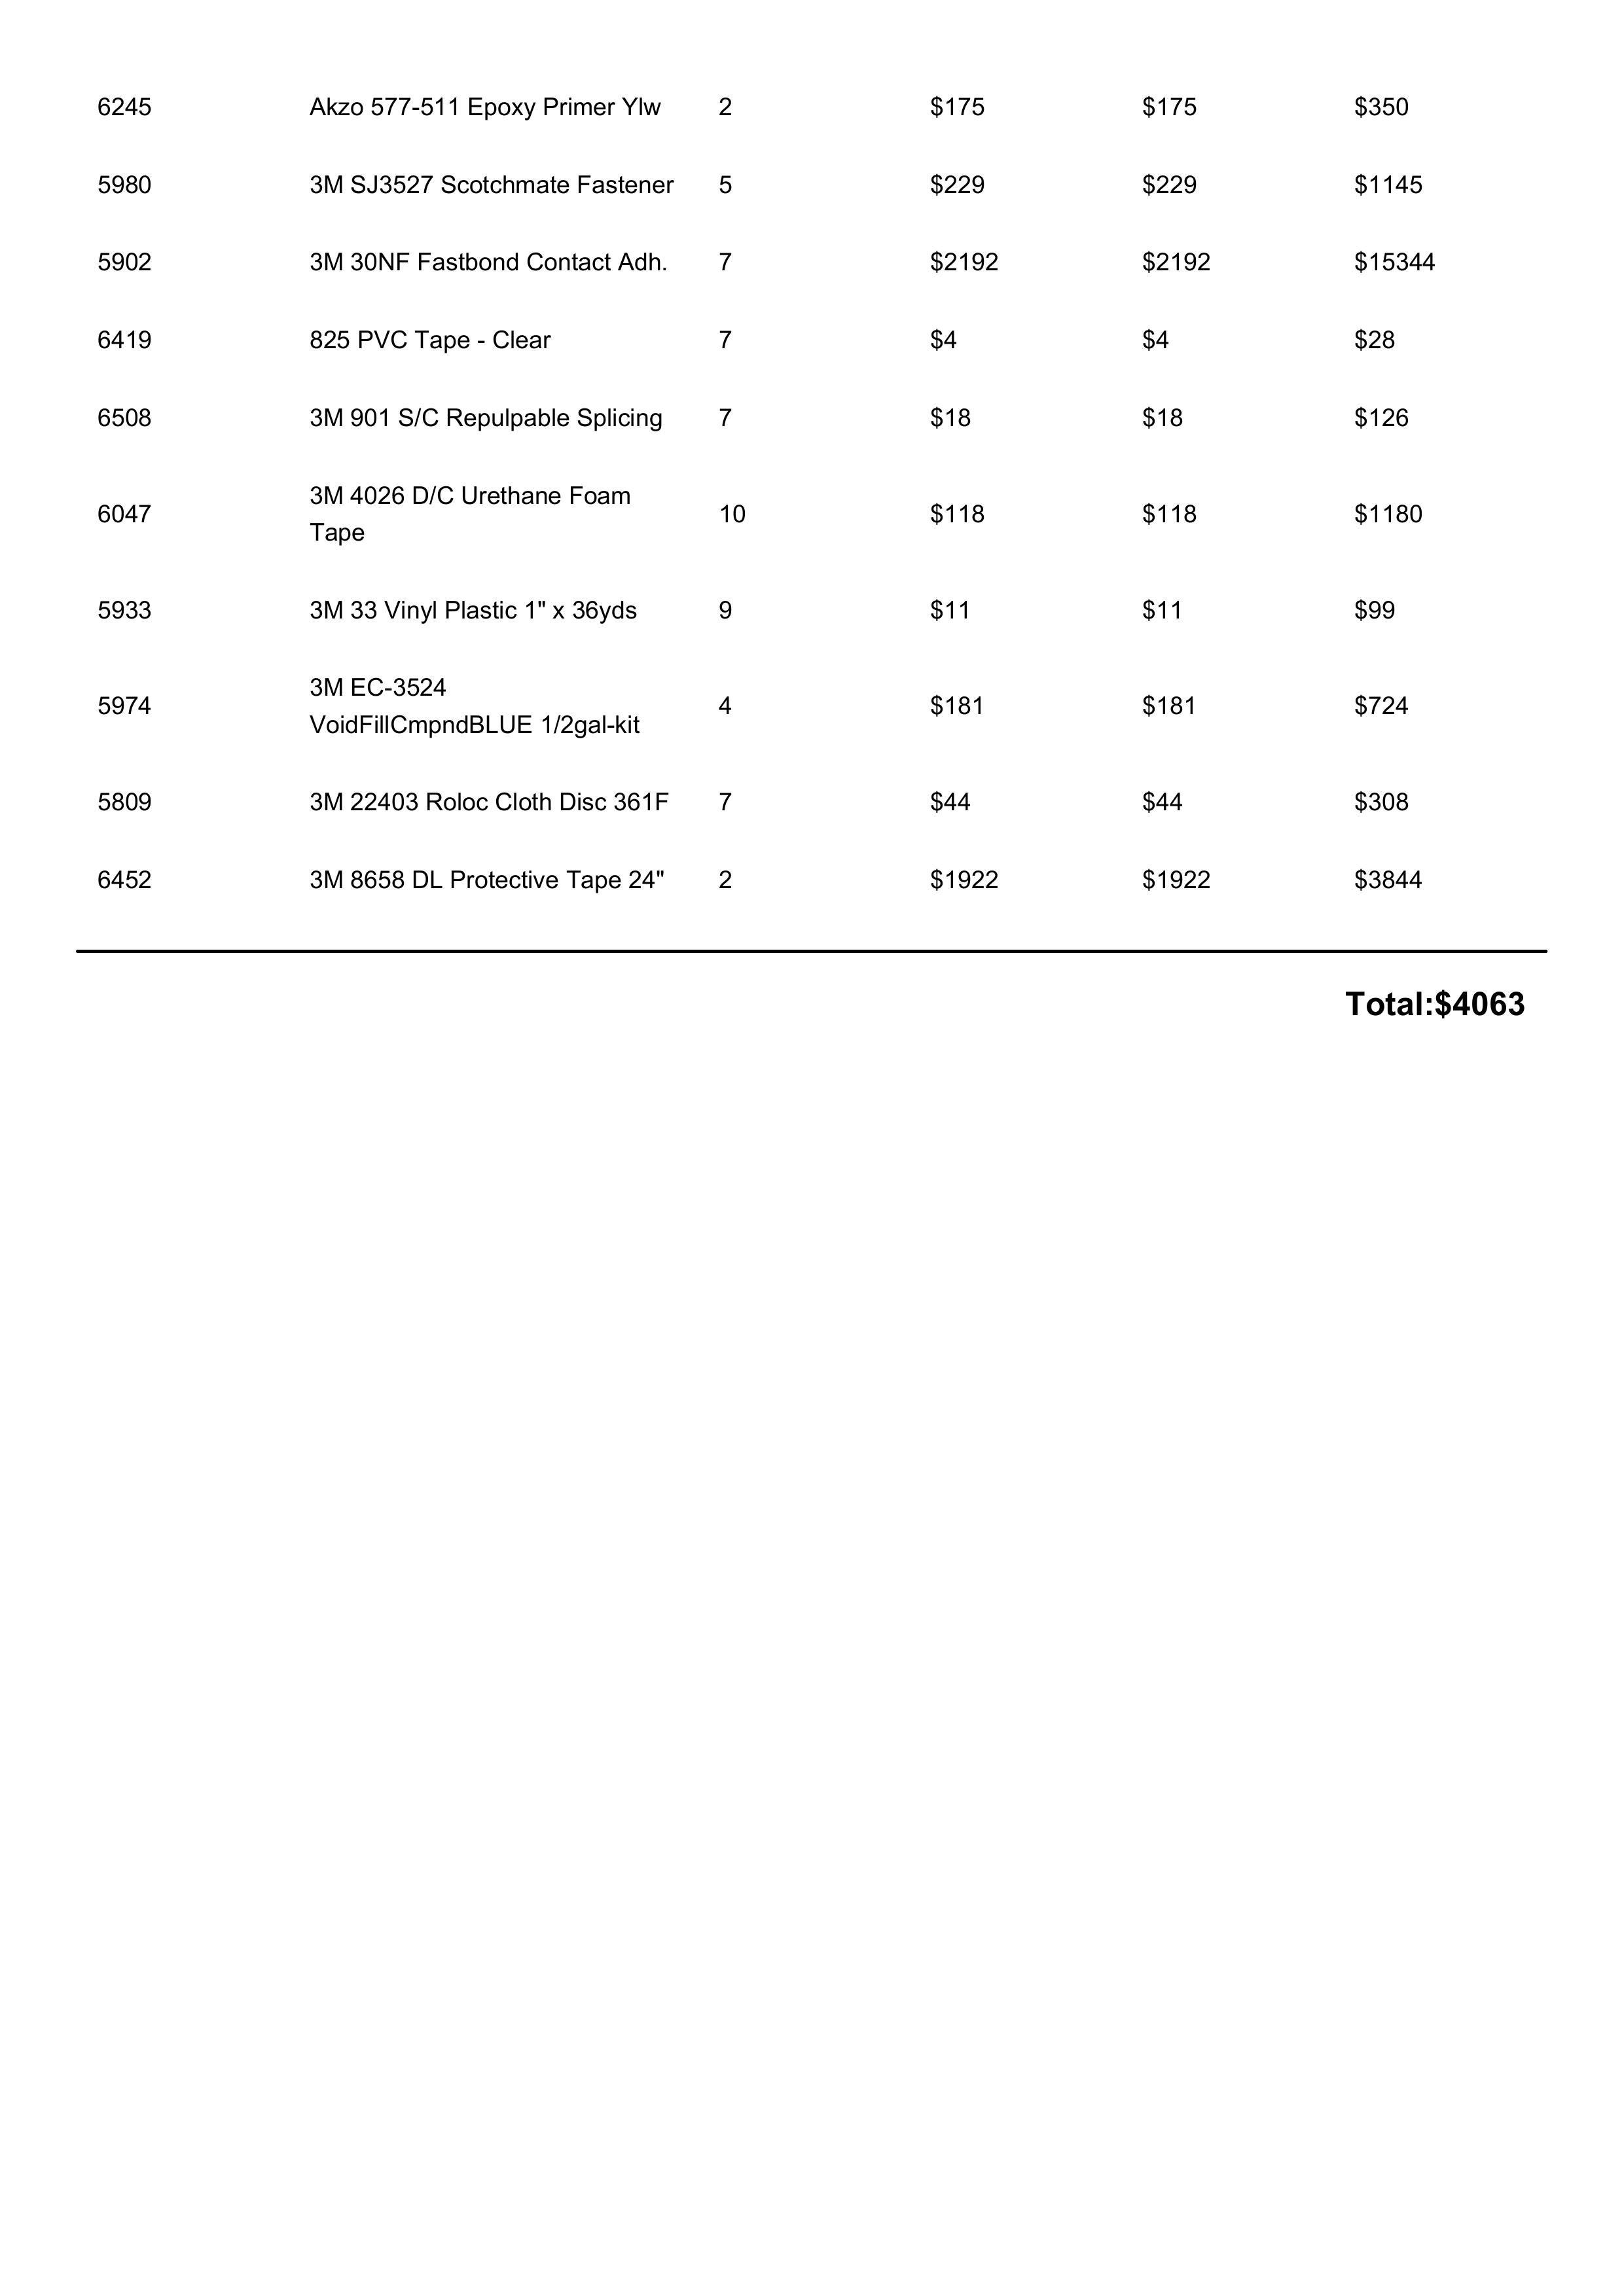 6245 Akzo 577-511 Epoxy Primer Ylw 2 $175 $175 $350
5980 3M SJ3527 Scotchmate Fastener 5 $229 $229 $1145
5902 3M 30NF Fastbond Contact Adh. 7 $2192 $2192 $15344
6419 825 PVC Tape - Clear 7 $4 $4 $28
6508 3M 901 S/C Repulpable Splicing 7 $18 $18 $126
3M 4026 D/C Urethane Foam
6047 10 $118 $118 $1180
Tape
5933 3M 33 Vinyl Plastic 1" x 36yds 9 $11 $11 $99
3M EC-3524
5974 4 $181 $181 $724
VoidFillCmpndBLUE 1/2gal-kit
5809 3M 22403 Roloc Cloth Disc 361F 7 $44 $44 $308
6452 3M 8658 DL Protective Tape 24" 2 $1922 $1922 $3844
Total:$4063